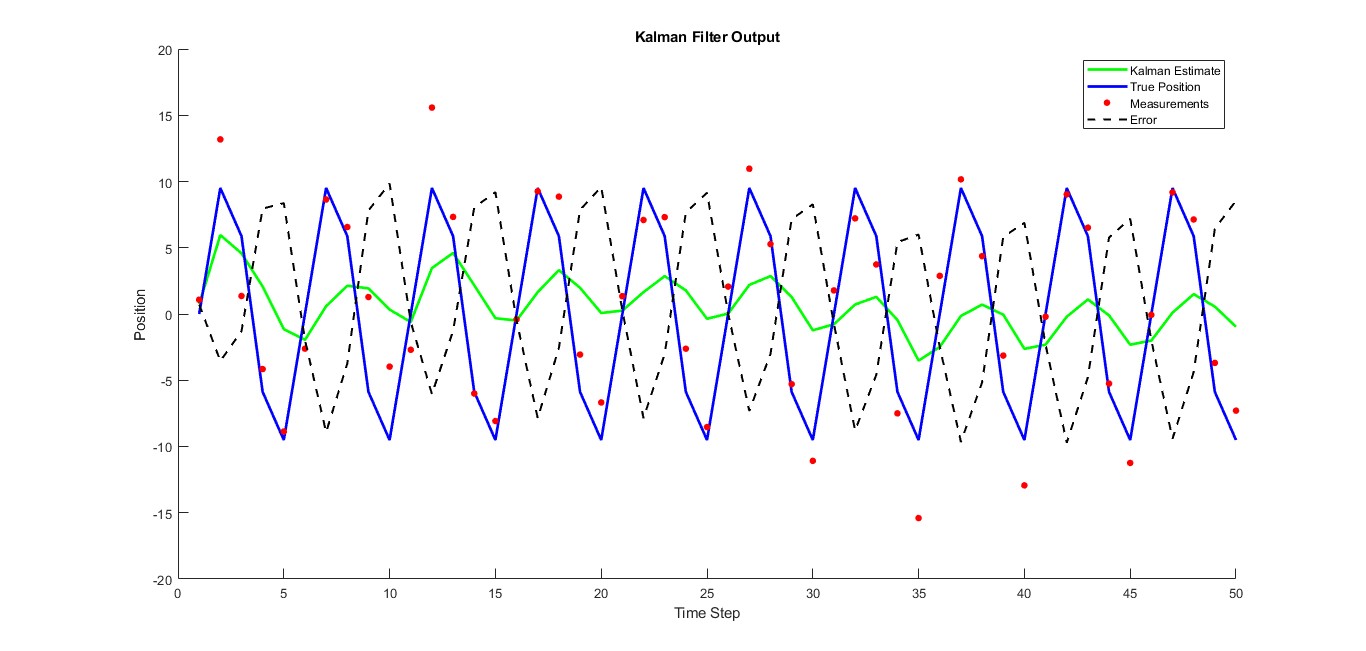 Kalman Filter Output
Kalman Estimate
True Position
Measurements
Error
20
15
10
5
0
-5
-10
-15
-20
Position
0 5 10 15 20 25 30 35 40 45 50
Time Step